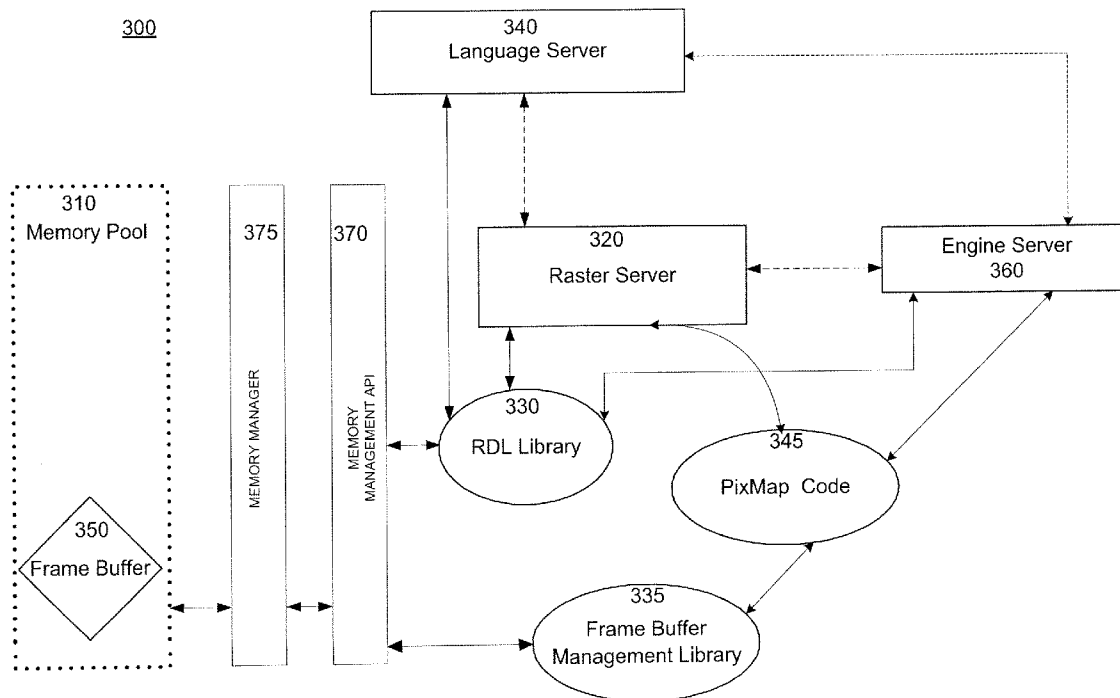 300
340
Language Server
310
Memory Pool
375
370
320
Raster Server
Engine Server
360
MEMORY MANAGER
MEMORY
MANAGEMENT API
330
RDL Library
345
PixMap Code
350
Frame Buffer
335
Frame Buffer
Management Library